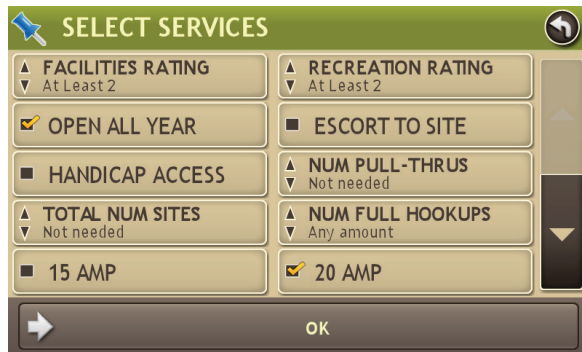 SELECT SERVICES
FACILITIES RATING
At Least 2
RECREATION RATING
At Least 2
OPEN ALL YEAR
ESCORT TO SITE
HANDICAP ACCESS
NUM PULL-THRUS
Not needed
TOTAL NUM SITES
Not needed
NUM FULL HOOKUPS
Any amount
15 AMP
20 AMP
OK